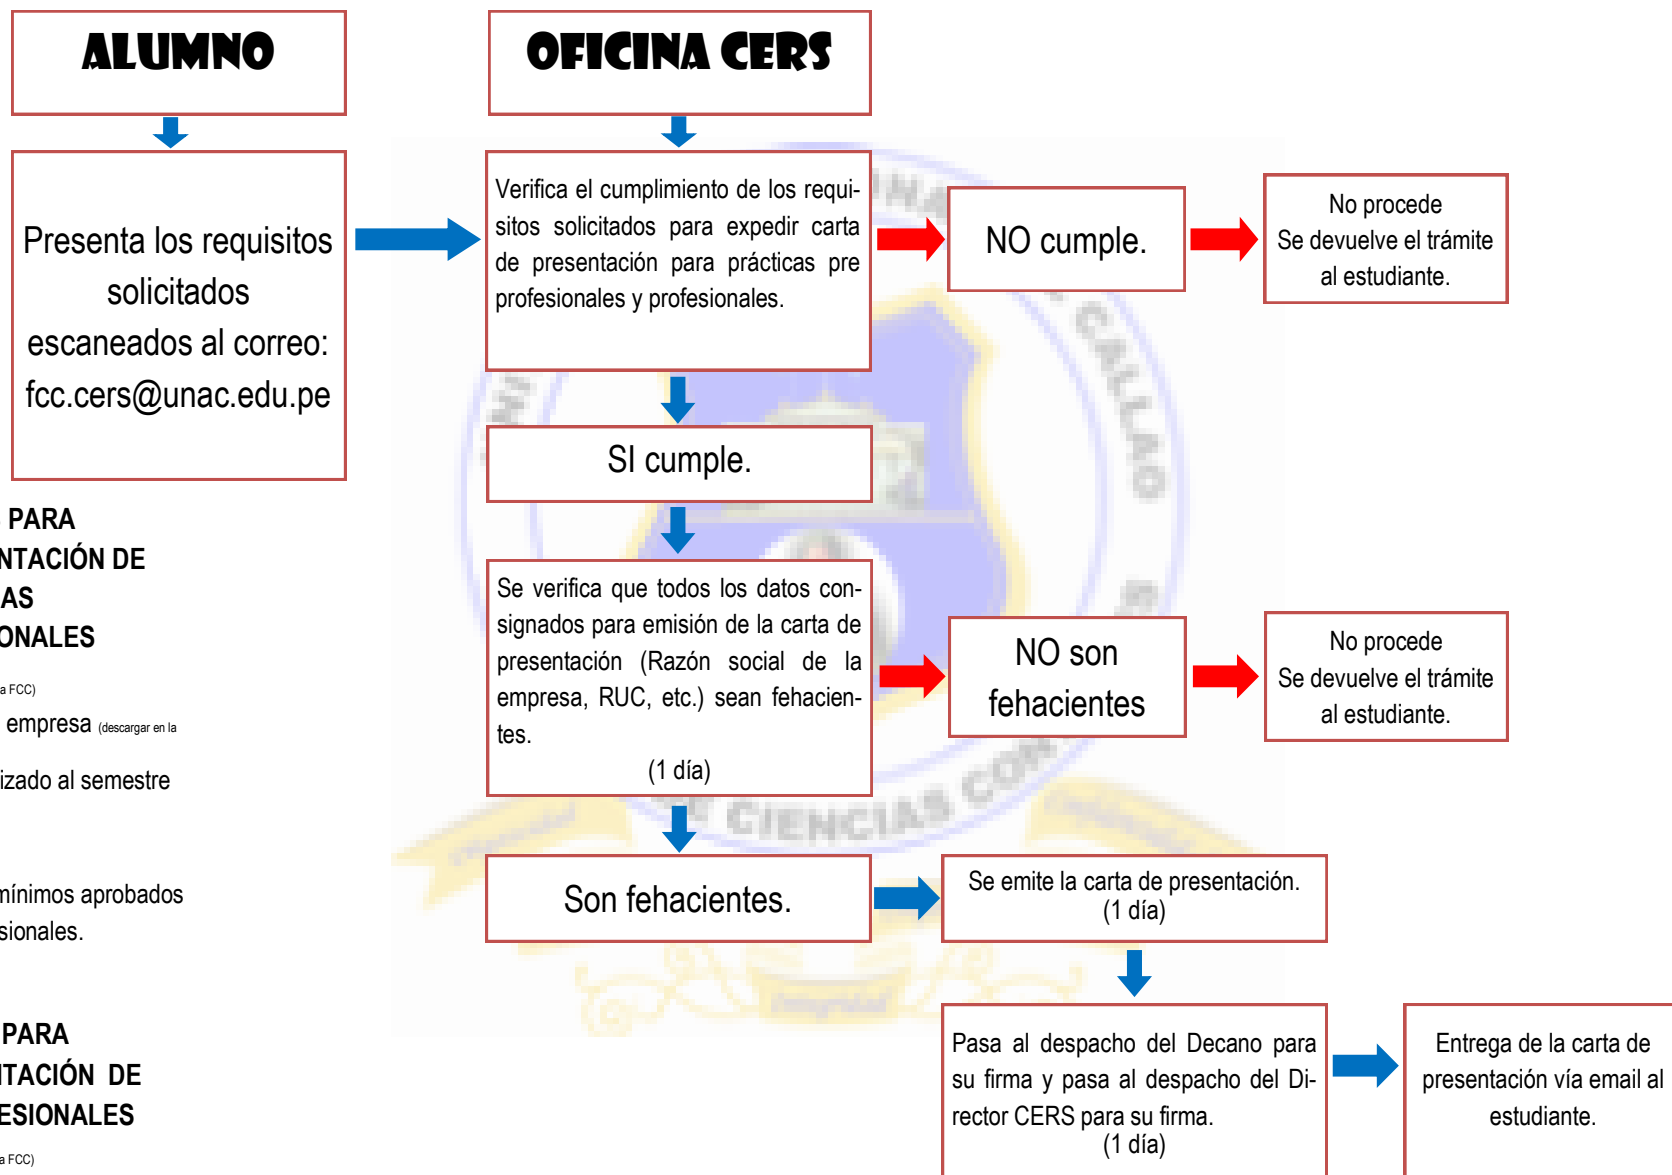 ALUMNO
OFICINA CERS
Presenta los requisitos
solicitados
escaneados al correo:
fcc.cers@unac.edu.pe
Verifica el cumplimiento de los requi-
sitos solicitados para expedir carta
de presentación para prácticas pre
profesionales y profesionales.
NO cumple.
No procede
Se devuelve el trámite
al estudiante.
SI cumple.
Se verifica que todos los datos con-
signados para emisión de la carta de
presentación (Razón social de la
empresa, RUC, etc.) sean fehacien-
tes.
(1 día)
NO son
fehacientes
No procede
Se devuelve el trámite
al estudiante.
Son fehacientes.
Se emite la carta de presentación.
(1 día)
Pasa al despacho del Decano para
su firma y pasa al despacho del Di-
rector CERS para su firma.
(1 día)
Entrega de la carta de
presentación vía email al
estudiante.
PARA
NTACIÓN DE
AS
ONALES
a FCC)
empresa (descargar en la
izado al semestre
mínimos aprobados
sionales.
PARA
NTACIÓN DE
ESIONALES
a FCC)
CALLAO
DE CIENCIAS CON
Integridad